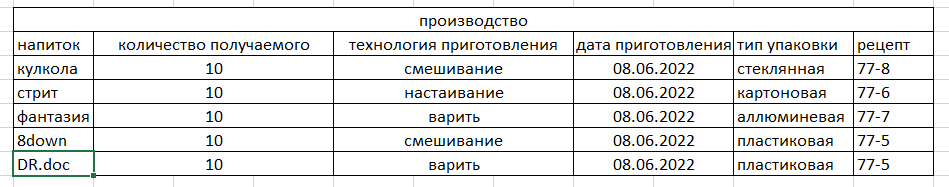 производство
напиток количество получаемого технология приготовления дата приготовления тип упаковки рецепт
кулкола 10 смешивание 08.06.2022 стеклянная 77-8
стрит 10 настаивание 08.06.2022 картоновая 77-6
фантазия 10 варить 08.06.2022 аллюминевая 77-7
8down 10 смешивание 08.06.2022 пластиковая 77-5
DR.doc 10 варить 08.06.2022 пластиковая 77-5